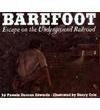 BAREFOOT
Escape on the Underground Railroad
by Pamela Duncan Edwards · Illustrated by Henry Cole